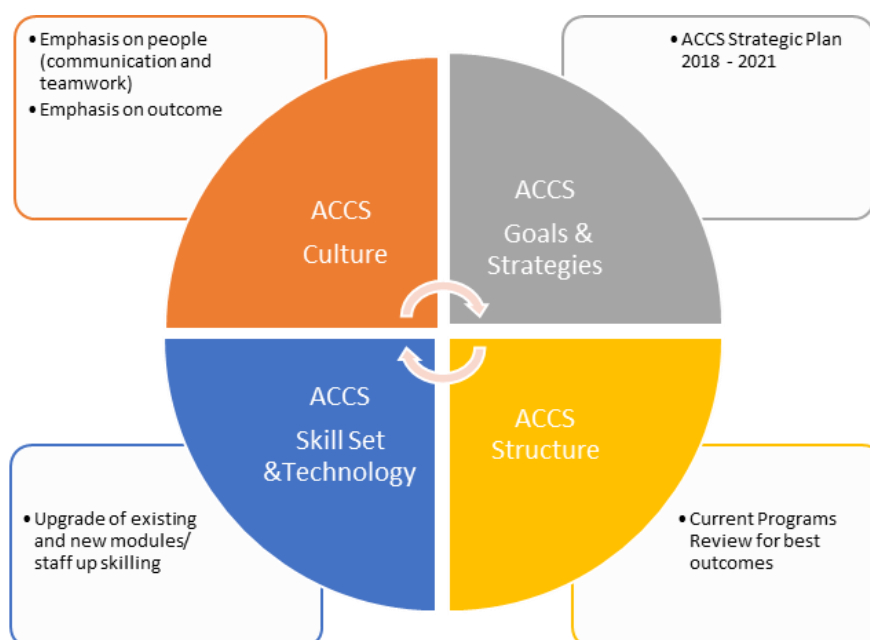 • Emphasis on people
(communication and
teamwork)
• Emphasis on outcome
• ACCS Strategic Plan
2018 - 2021
ACCS
Culture
ACCS
Goals &
Strategies
ACCS
Skill Set
&Technology
ACCS
Structure
• Upgrade of existing
and new modules/
staff up skilling
• Current Programs
Review for best
outcomes